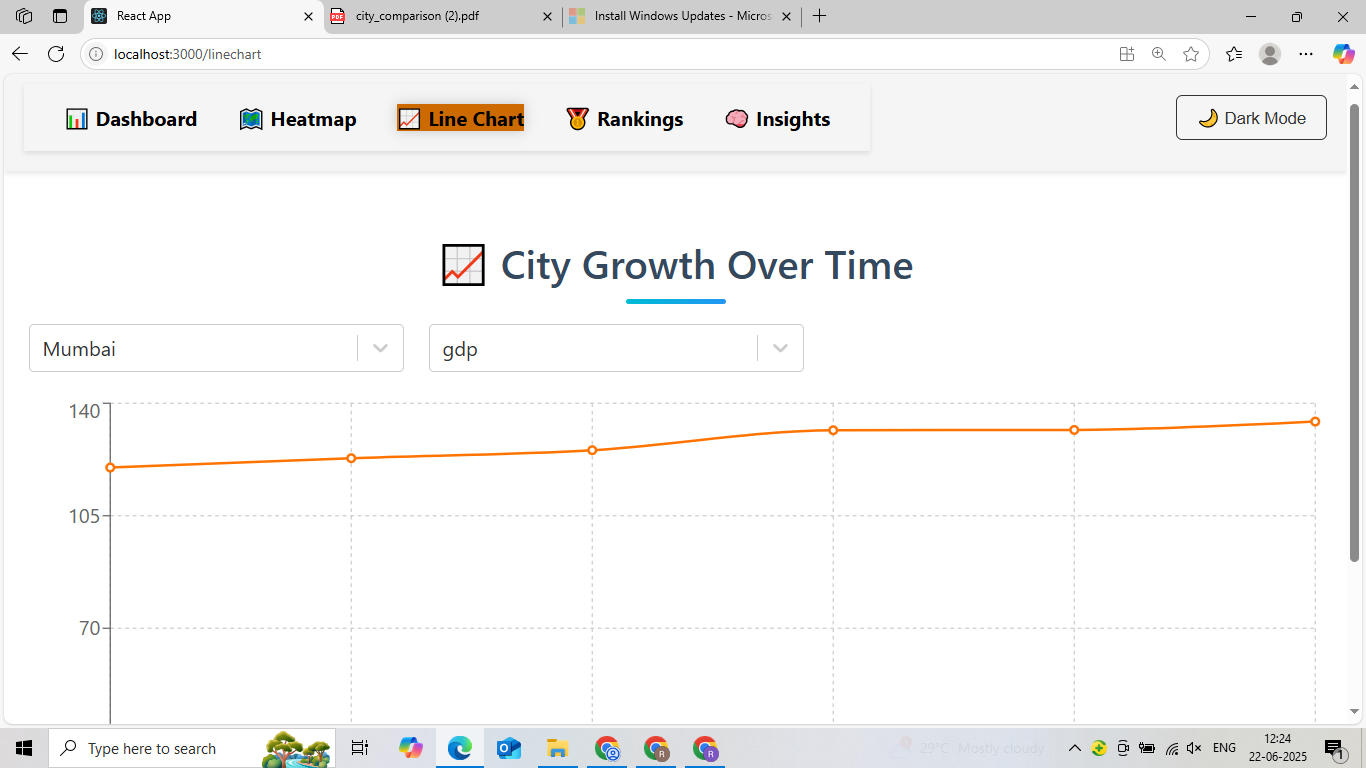 React App
city_comparison (2).pdf
Install Windows Updates - Micros
localhost:3000/linechart
Dashboard
Heatmap
Line Chart
Rankings
Insights
Dark Mode
City Growth Over Time
Mumbai
gdp
140
105
70
Type here to search
29°C Mostly cloudy
ENG
12:24
22-06-2025
PDF
R
R
1